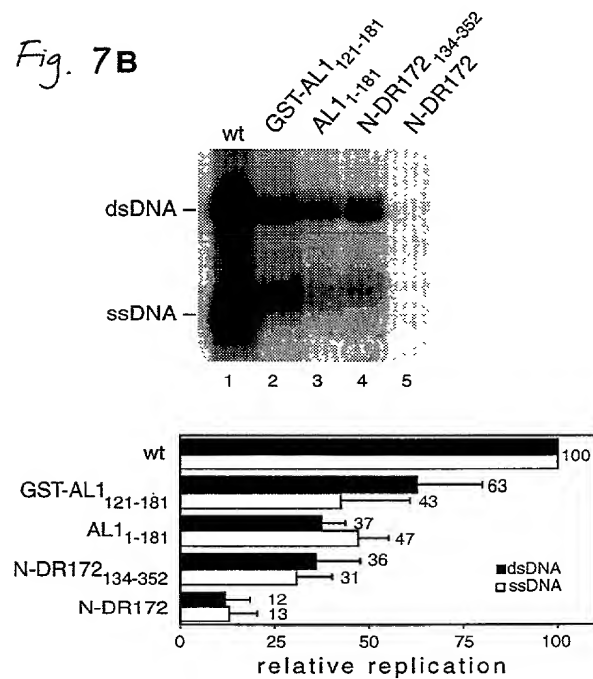 Fig. 7B
wt
GST-AL1121-181
AL11-181
N-DR172134-352
N-DR172
dsDNA
ssDNA
1 2 3 4 5
wt
100
GST-AL1121-181
63
43
AL11-181
37
47
N-DR172134-352
36
31
N-DR172
12
13
dsDNA
ssDNA
0 25 50 75 100
relative replication